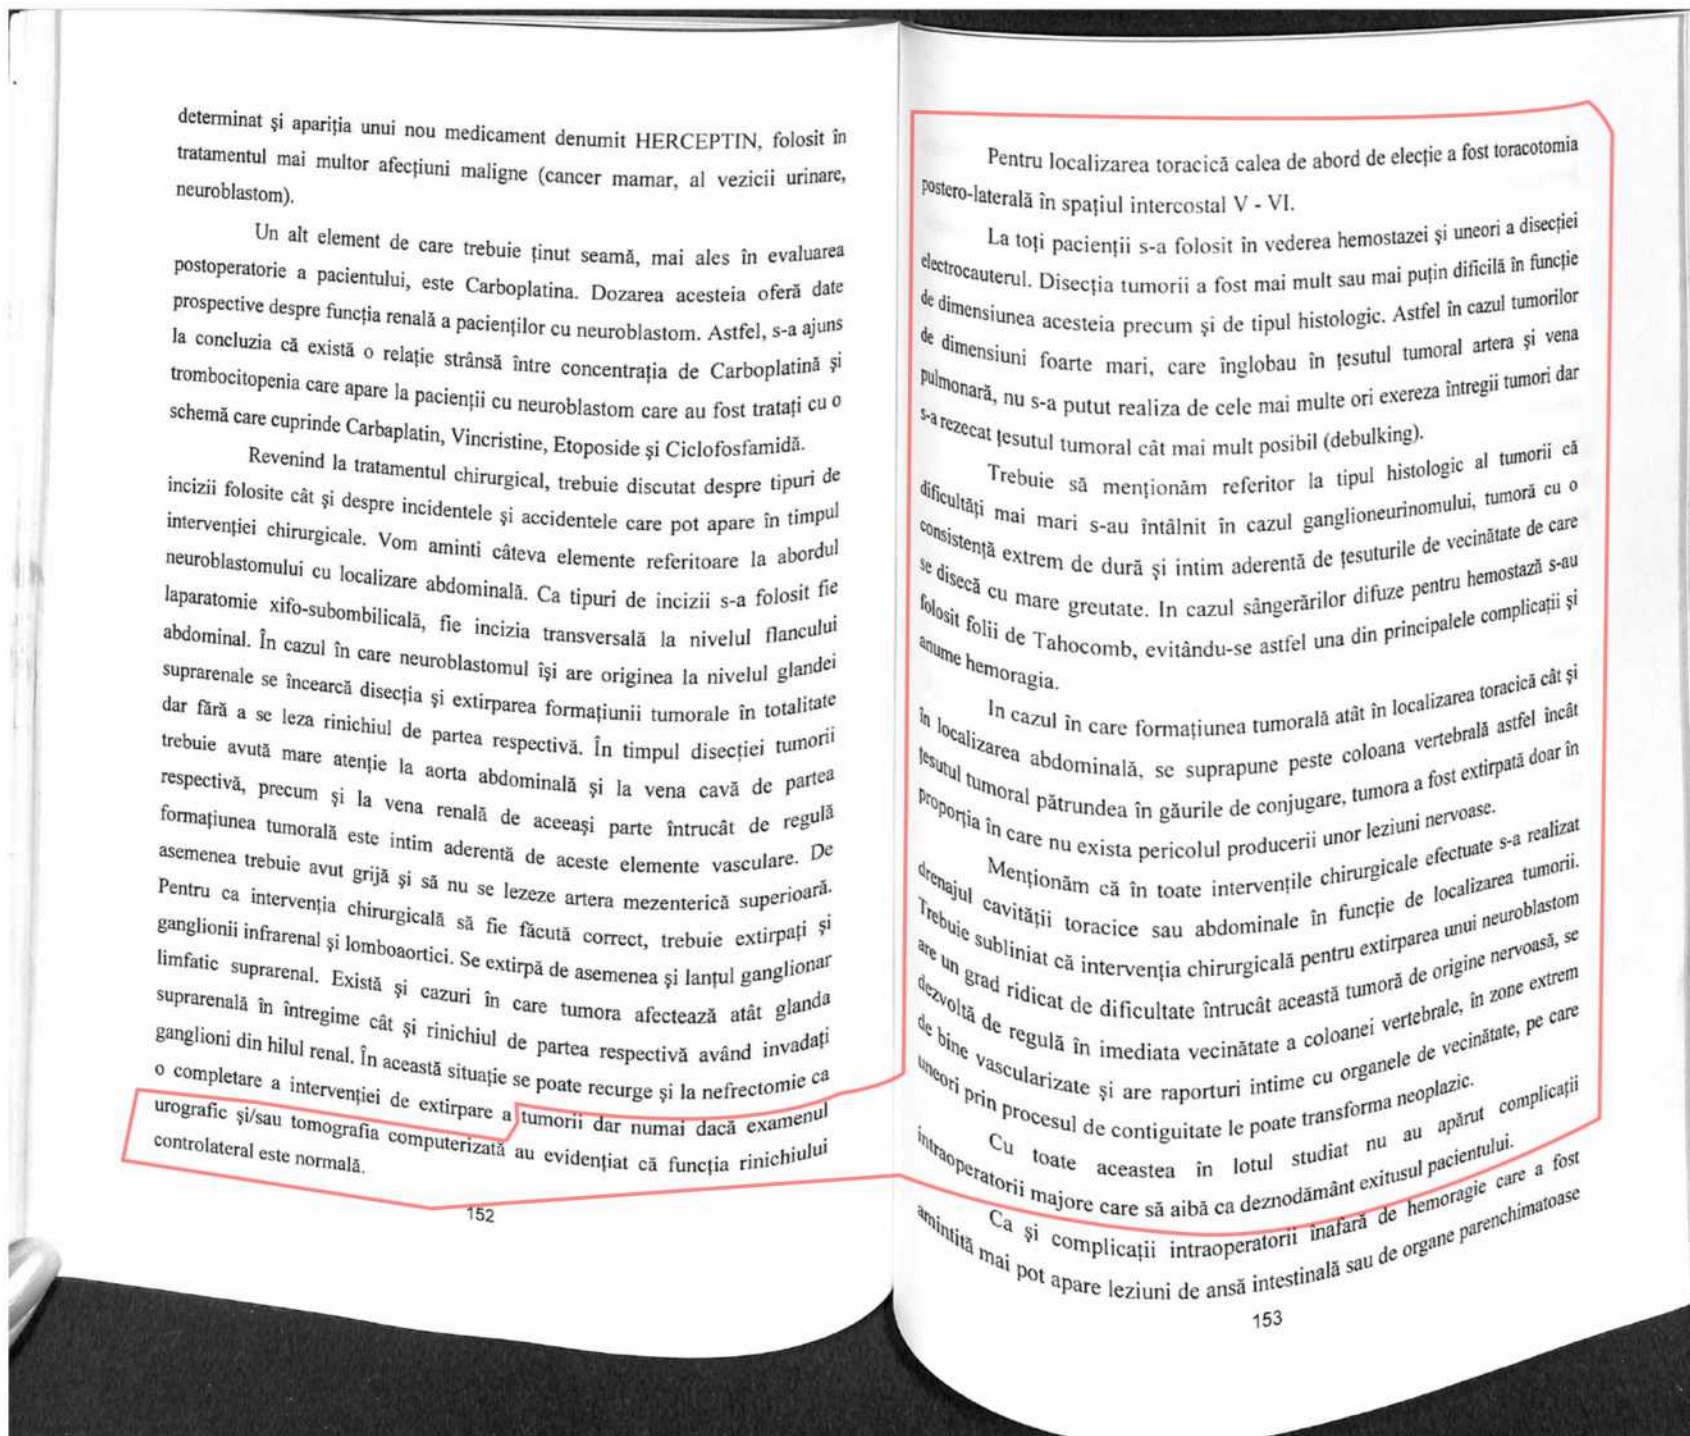 determinat şi apariţia unui nou medicament denumit HERCEPTIN, folosit în
tratamentul mai multor afecţiuni maligne (cancer mamar, al vezicii urinare,
neuroblastom).
Un alt element de care trebuie ţinut seamă, mai ales în evaluarea
postoperatorie a pacientului, este Carboplatina. Dozarea acesteia oferă date
prospective despre funcţia renală a pacienţilor cu neuroblastom. Astfel, s-a ajuns
la concluzia că există o relaţie strânsă între concentraţia de Carboplatină şi
trombocitopenia care apare la pacienţii cu neuroblastom care au fost trataţi cu o
schemă care cuprinde Carbaplatin, Vincristine, Etoposide şi Ciclofosfamidă.
Revenind la tratamentul chirurgical, trebuie discutat despre tipuri de
incizii folosite cât şi despre incidentele şi accidentele care pot apare în timpul
intervenţiei chirurgicale. Vom aminti câteva elemente referitoare la abordul
neuroblastomului cu localizare abdominală. Ca tipuri de incizii s-a folosit fie
laparatomie xifo-subombilicală, fie incizia transversală la nivelul flancului
abdominal. În cazul în care neuroblastomul îşi are originea la nivelul glandei
suprarenale se încearcă disecţia şi extirparea formaţiunii tumorale în totalitate
dar fără a se leza rinichiul de partea respectivă. În timpul disecţiei tumorii
trebuie avută mare atenţie la aorta abdominală şi la vena cavă de partea
respectivă, precum şi la vena renală de aceeaşi parte întrucât de regulă
formaţiunea tumorală este intim aderentă de aceste elemente vasculare. De
asemenea trebuie avut grijă şi să nu se lezeze artera mezenterică superioară.
Pentru ca intervenţia chirurgicală să fie făcută corect, trebuie extirpaţi şi
ganglionii infrarenal şi lomboaortici. Se extirpă de asemenea şi lanţul ganglionar
limfatic suprarenal. Există şi cazuri în care tumora afectează atât glanda
suprarenală în întregime cât şi rinichiul de partea respectivă având invadaţi
ganglioni din hilul renal. În această situaţie se poate recurge şi la nefrectomie ca
o completare a intervenţiei de extirpare a tumorii dar numai dacă examenul
urografic şi/sau tomografia computerizată au evidenţiat că funcţia rinichiului
controlateral este normală.
152
Pentru localizarea toracică calea de abord de elecţie a fost toracotomia
postero-laterală în spaţiul intercostal V - VI.
La toţi pacienţii s-a folosit în vederea hemostazei şi uneori a disecţiei
electrocauterul. Disecţia tumorii a fost mai mult sau mai puţin dificilă în funcţie
de dimensiunea acesteia precum şi de tipul histologic. Astfel în cazul tumorilor
de dimensiuni foarte mari, care înglobau în ţesutul tumoral artera şi vena
pulmonară, nu s-a putut realiza de cele mai multe ori exereza întregii tumori dar
s-a rezecat ţesutul tumoral cât mai mult posibil (debulking).
Trebuie să menţionăm referitor la tipul histologic al tumorii că
dificultăţi mai mari s-au întâlnit în cazul ganglioneurinomului, tumoră cu o
consistenţă extrem de dură şi intim aderentă de ţesuturile de vecinătate de care
se disecă cu mare greutate. In cazul sângerărilor difuze pentru hemostază s-au
folosit folii de Tahocomb, evitându-se astfel una din principalele complicaţii şi
anume hemoragia.
In cazul în care formaţiunea tumorală atât în localizarea toracică cât şi
în localizarea abdominală, se suprapune peste coloana vertebrală astfel încât
ţesutul tumoral pătrundea în găurile de conjugare, tumora a fost extirpată doar în
proporţia în care nu exista pericolul producerii unor leziuni nervoase.
Menţionăm că în toate intervenţile chirurgicale efectuate s-a realizat
drenajul cavităţii toracice sau abdominale în funcţie de localizarea tumorii.
Trebuie subliniat că intervenţia chirurgicală pentru extirparea unui neuroblastom
are un grad ridicat de dificultate întrucât această tumoră de origine nervoasă, se
dezvoltă de regulă în imediata vecinătate a coloanei vertebrale, în zone extrem
de bine vascularizate şi are raporturi intime cu organele de vecinătate, pe care
uneori prin procesul de contiguitate le poate transforma neoplazic.
Cu toate aceastea în lotul studiat nu au apărut complicaţii
intraoperatorii majore care să aibă ca deznodământ exitusul pacientului.
Ca şi complicaţii intraoperatorii înafară de hemoragie care a fost
amintită mai pot apare leziuni de ansă intestinală sau de organe parenchimatoase
153